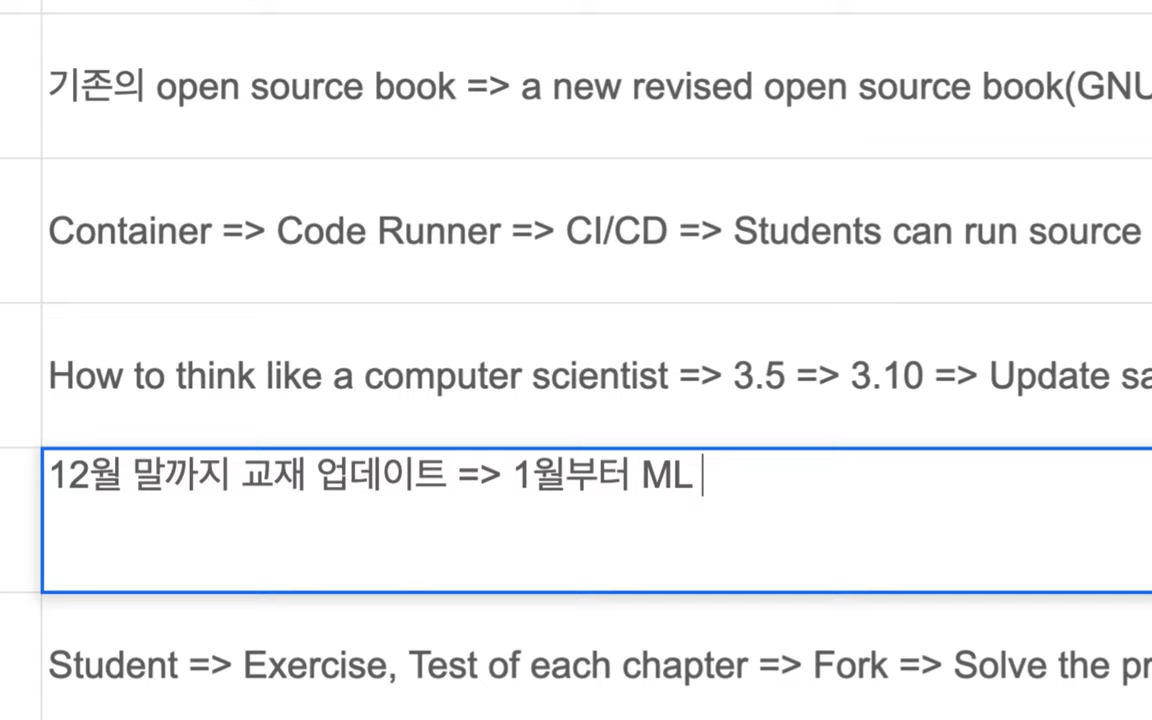 기존의 open source book => a new revised open source book(GNU
Container => Code Runner => CI/CD => Students can run source
How to think like a computer scientist => 3.5 => 3.10 => Update
12월 말까지 교재 업데이트 => 1월부터 ML
Student => Exercise, Test of each chapter => Fork => Solve the